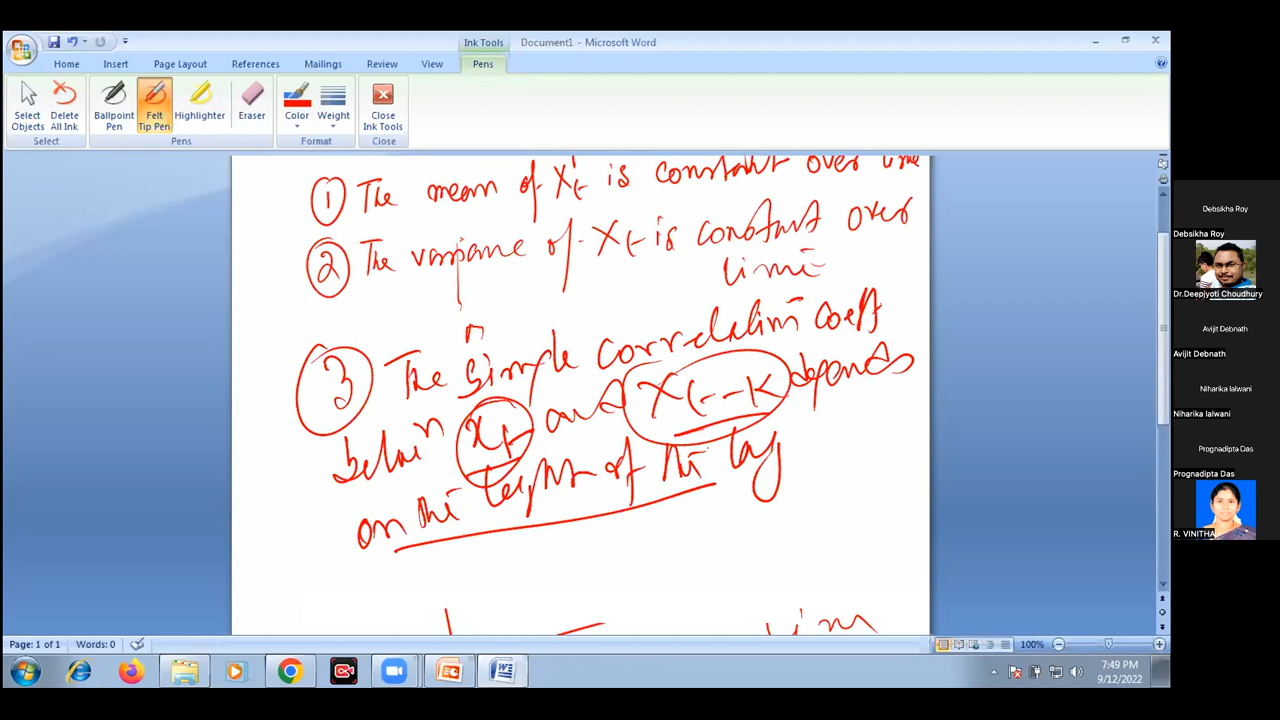 Ink Tools
Document1 - Microsoft Word
Home Insert Page Layout References Mailings Review View Pens
Select Objects
Delete All Ink
Ballpoint Pen
Felt Tip Pen
Highlighter
Eraser
Color
Weight
Close Ink Tools
Select Pens Format Close
① The mean of Xt is constant over time
② The variance of Xt is constant over
time
③ The simple correlation coeff
betwn Xt and Xt-k depends
on the length of the lag
Debsikha Roy
Debsikha Roy
Dr.Deepjyoti Choudhury
Avijit Debnath
Avijit Debnath
Niharika lalwani
Niharika lalwani
Prognadipta Das
Prognadipta Das
R. VINITHA
Page: 1 of 1 Words: 0 100%
7:49 PM
9/12/2022